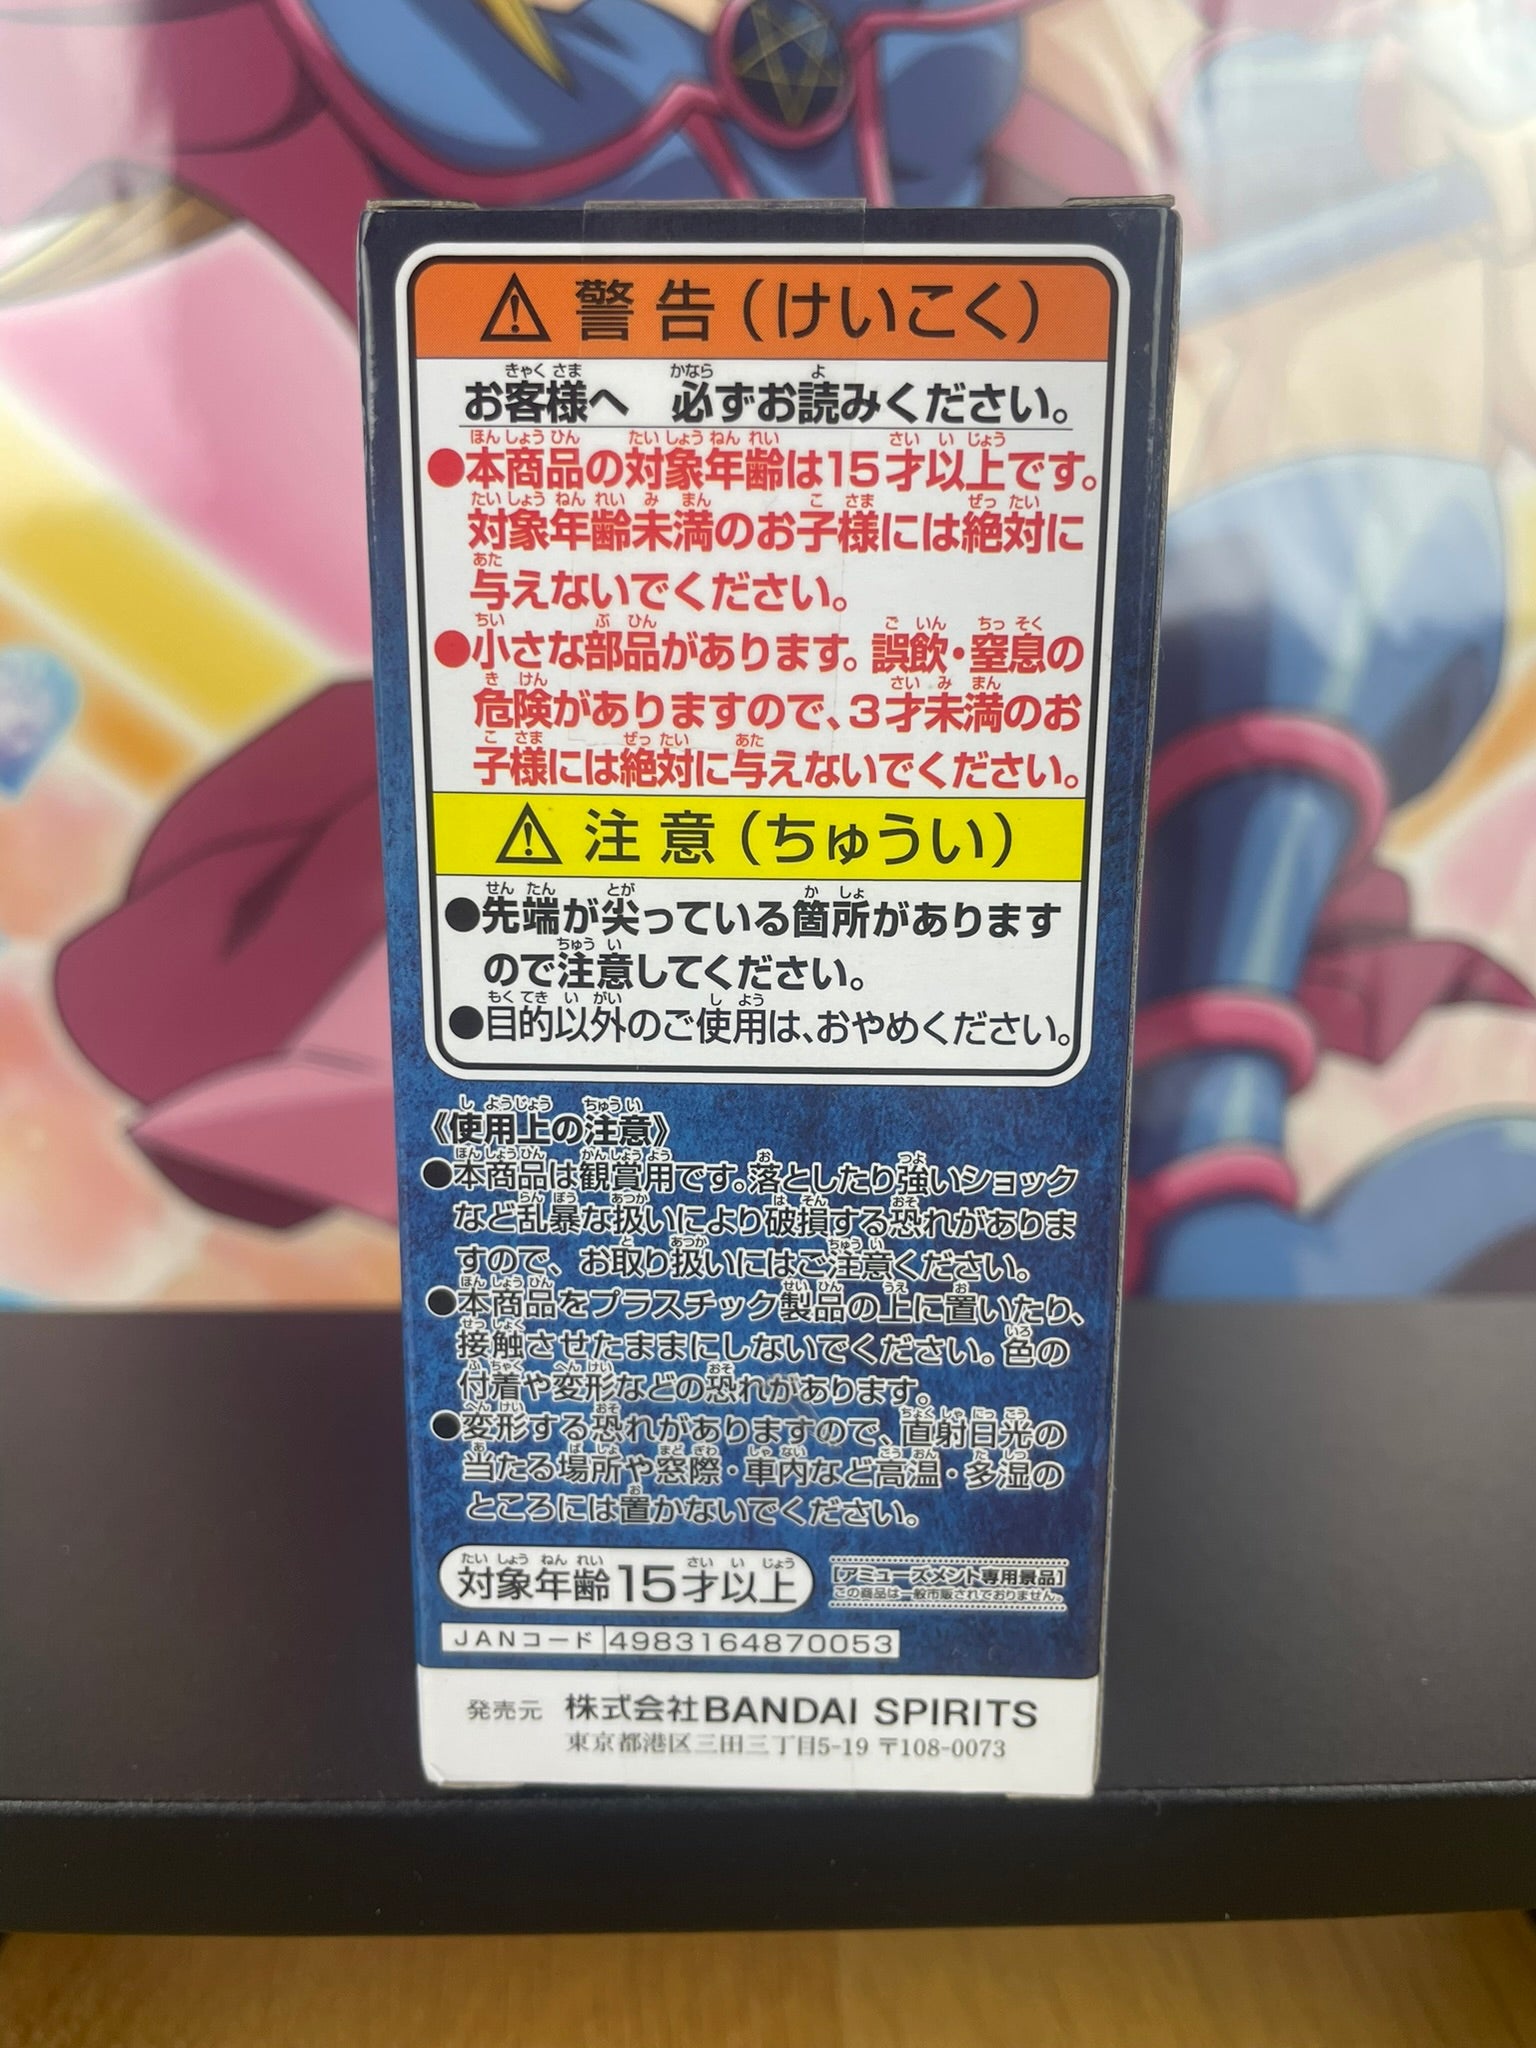 警告(けいこく)
お客様へ 必ずお読みください。
●本商品の対象年齢は15才以上です。
対象年齢未満のお子様には絶対に
与えないでください。
●小さな部品があります。誤飲・窒息の
危険がありますので、3才未満のお
子様には絶対に与えないでください。
注意(ちゅうい)
●先端が尖っている箇所があります
ので注意してください。
●目的以外のご使用は、おやめください。
《使用上の注意》
●本商品は観賞用です。落としたり強いショック
など乱暴な扱いにより破損する恐れがありま
すので、お取り扱いにはご注意ください。
●本商品をプラスチック製品の上に置いたり、
接触させたままにしないでください。色の
付着や変形などの恐れがあります。
●変形する恐れがありますので、直射日光の
当たる場所や窓際・車内など高温・多湿の
ところには置かないでください。
対象年齢15才以上
[アミューズメント専用景品]
この商品は一般市販されておりません。
JANコード 4983164870053
発売元 株式会社BANDAI SPIRITS
東京都港区三田三丁目5-19 〒108-0073